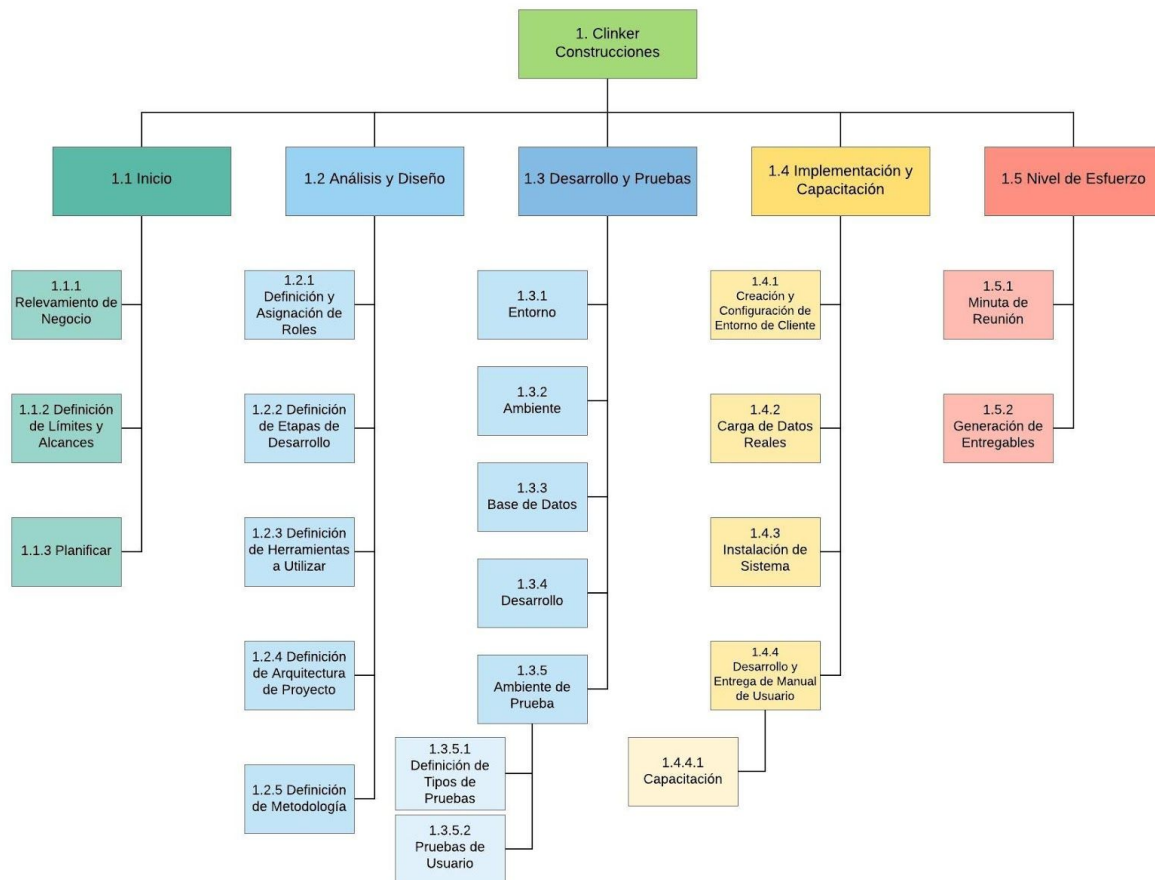 1. Clinker
Construcciones
1.1 Inicio
1.2 Análisis y Diseño
1.3 Desarrollo y Pruebas
1.4 Implementación y
Capacitación
1.5 Nivel de Esfuerzo
1.1.1
Relevamiento de
Negocio
1.1.2 Definición
de Límites y
Alcances
1.1.3 Planificar
1.2.1
Definición y
Asignación de
Roles
1.2.2 Definición
de Etapas de
Desarrollo
1.2.3 Definición
de Herramientas
a Utilizar
1.2.4 Definición
de Arquitectura
de Proyecto
1.2.5 Definición
de Metodología
1.3.1
Entorno
1.3.2
Ambiente
1.3.3
Base de Datos
1.3.4
Desarrollo
1.3.5
Ambiente de
Prueba
1.3.5.1
Definición de
Tipos de
Pruebas
1.3.5.2
Pruebas de
Usuario
1.4.1
Creación y
Configuración de
Entorno de Cliente
1.4.2
Carga de Datos
Reales
1.4.3
Instalación de
Sistema
1.4.4
Desarrollo y
Entrega de Manual
de Usuario
1.4.4.1
Capacitación
1.5.1
Minuta de
Reunión
1.5.2
Generación de
Entregables